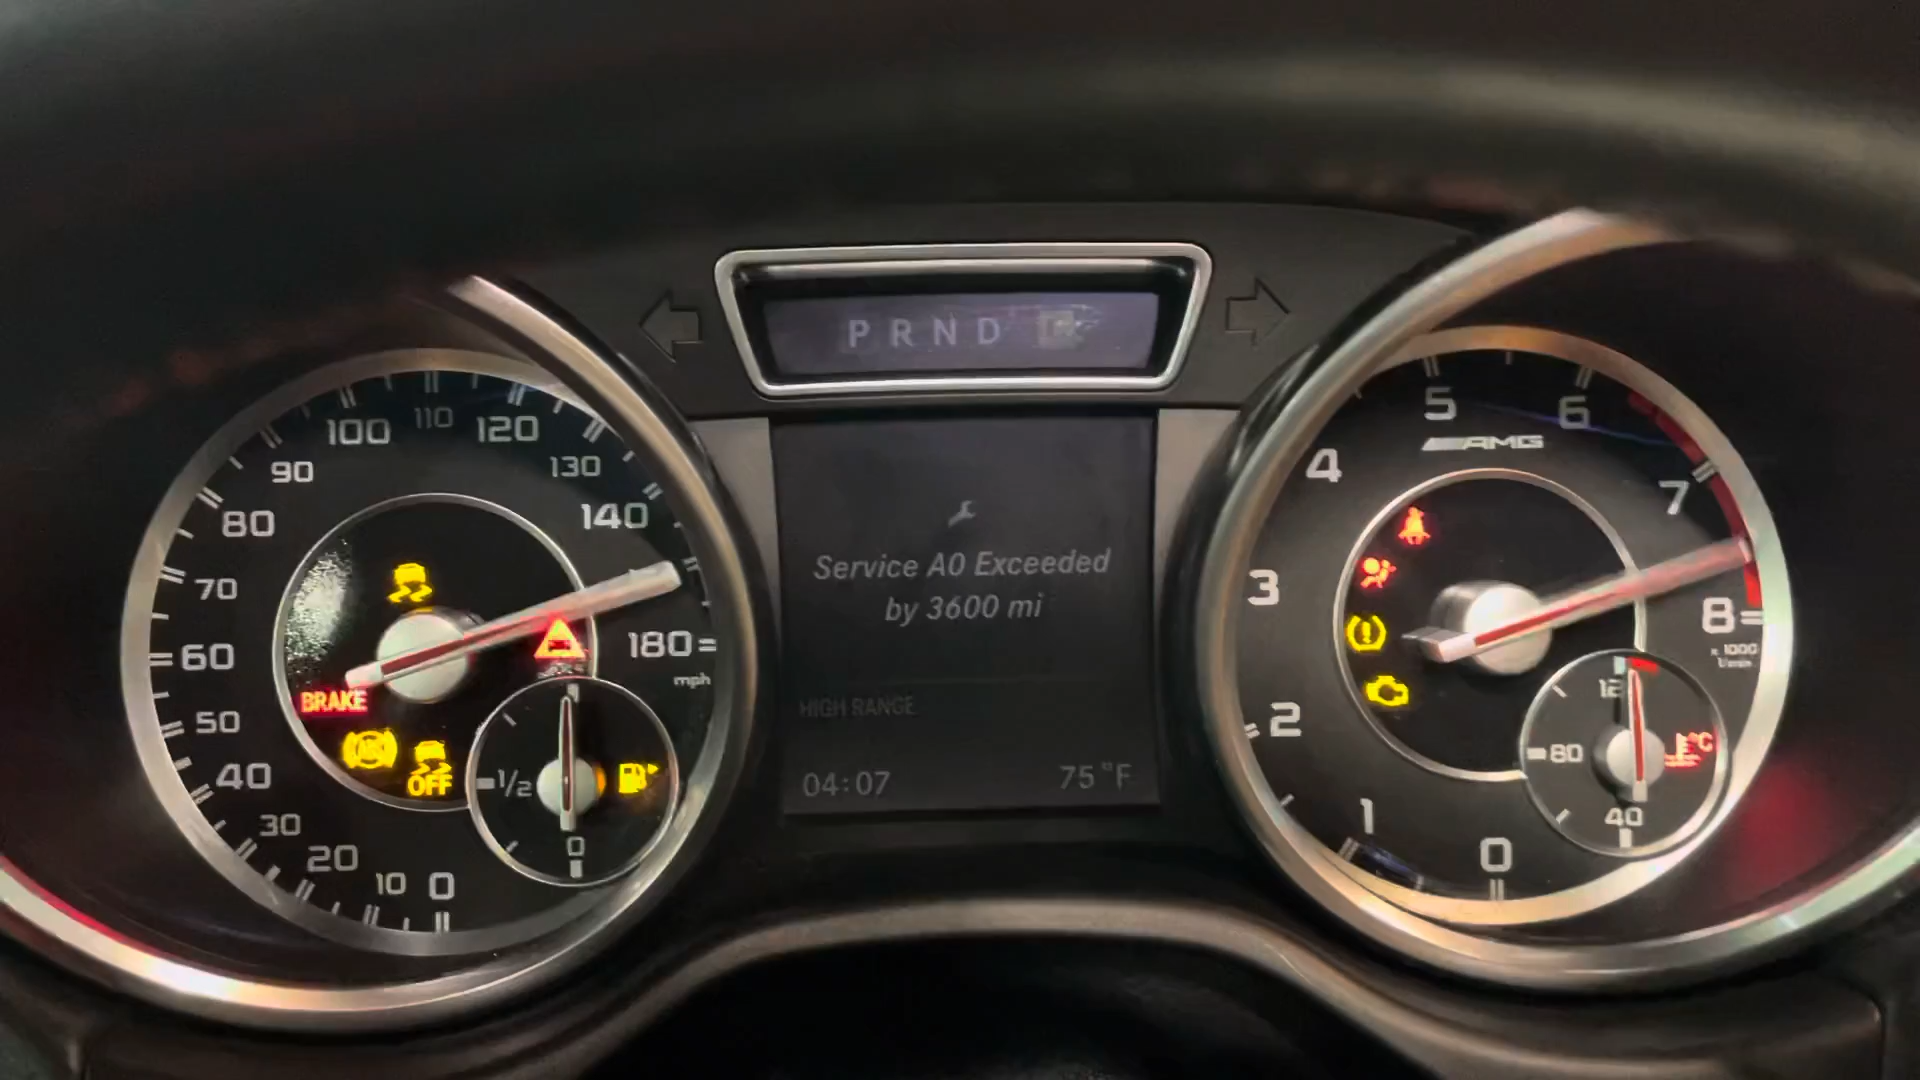 P R N D
100 110 120
90 130
80 140
70
60 180
mph
50
40
30
20
10 0
BRAKE
OFF
1/2
0
Service A0 Exceeded
by 3600 mi
HIGH RANGE
04:07 75°F
5 6
AMG
4 7
3 8
x 1000
1/min
2
1 0
80
40
°C